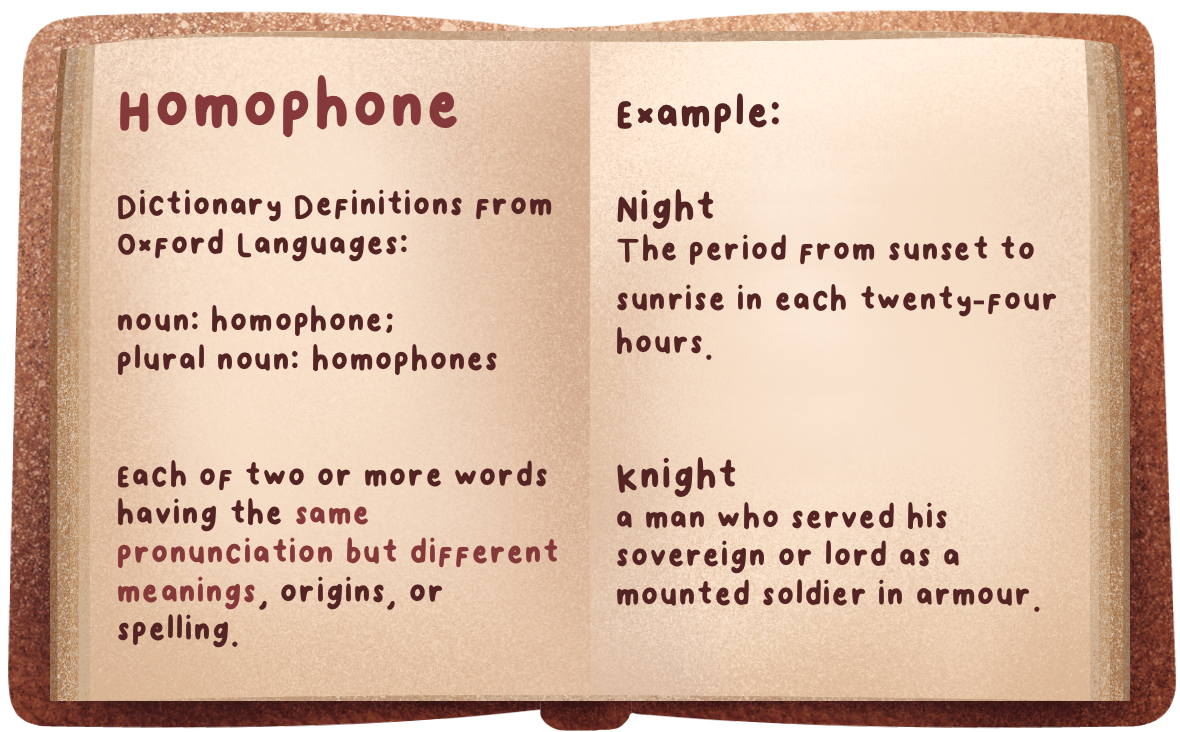 Homophone
Dictionary Definitions from
Oxford Languages:
noun: homophone;
plural noun: homophones
Each of two or more words
having the same
pronunciation but different
meanings, origins, or
spelling.
Example:
Night
The period from sunset to
sunrise in each twenty-four
hours.
Knight
a man who served his
sovereign or lord as a
mounted soldier in armour.